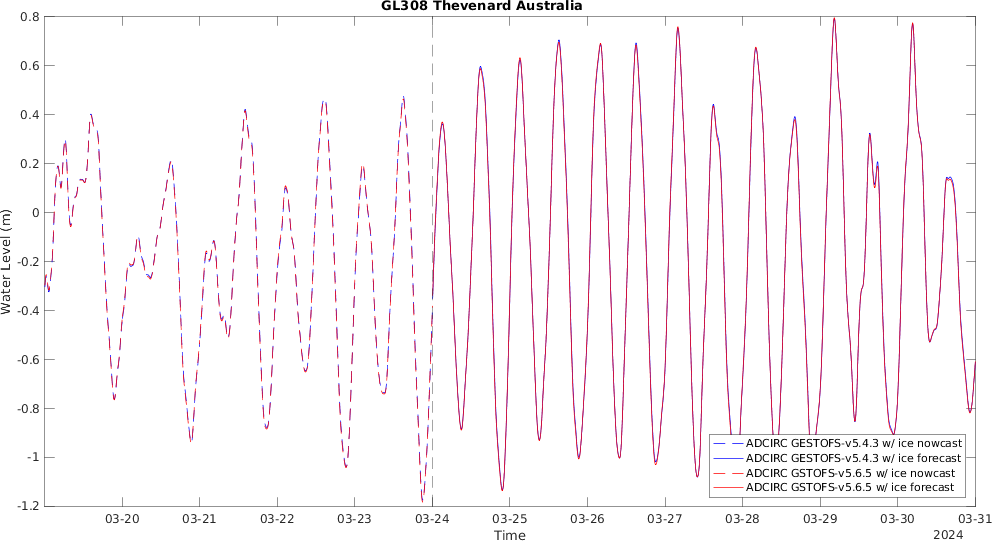 GL308 Thevenard Australia
0.8
0.6
0.4
0.2
0
-0.2
-0.4
-0.6
-0.8
-1
-1.2
Water Level (m)
ADCIRC GESTOFS-v5.4.3 w/ ice nowcast
ADCIRC GESTOFS-v5.4.3 w/ ice forecast
ADCIRC GSTOFS-v5.6.5 w/ ice nowcast
ADCIRC GSTOFS-v5.6.5 w/ ice forecast
03-20 03-21 03-22 03-23 03-24 03-25 03-26 03-27 03-28 03-29 03-30 03-31
Time
2024